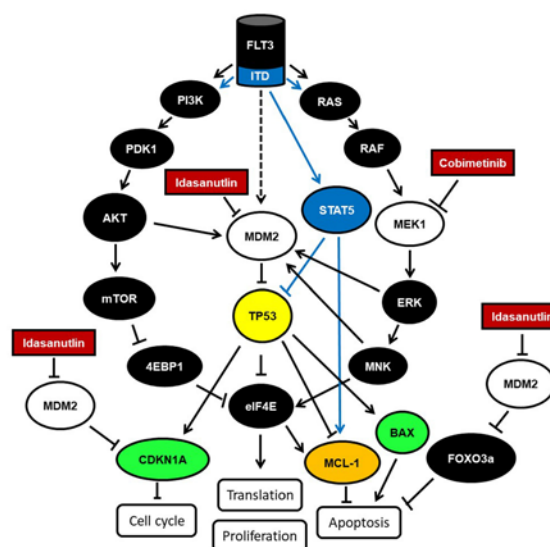 FLT3
ITD
PI3K
RAS
PDK1
RAF
Idasanutlin
Cobimetinib
AKT
STAT5
MDM2
MEK1
mTOR
TP53
ERK
Idasanutlin
Idasanutlin
4EBP1
MNK
MDM2
eIF4E
MDM2
BAX
CDKN1A
MCL-1
FOXO3a
Translation
Cell cycle
Apoptosis
Proliferation